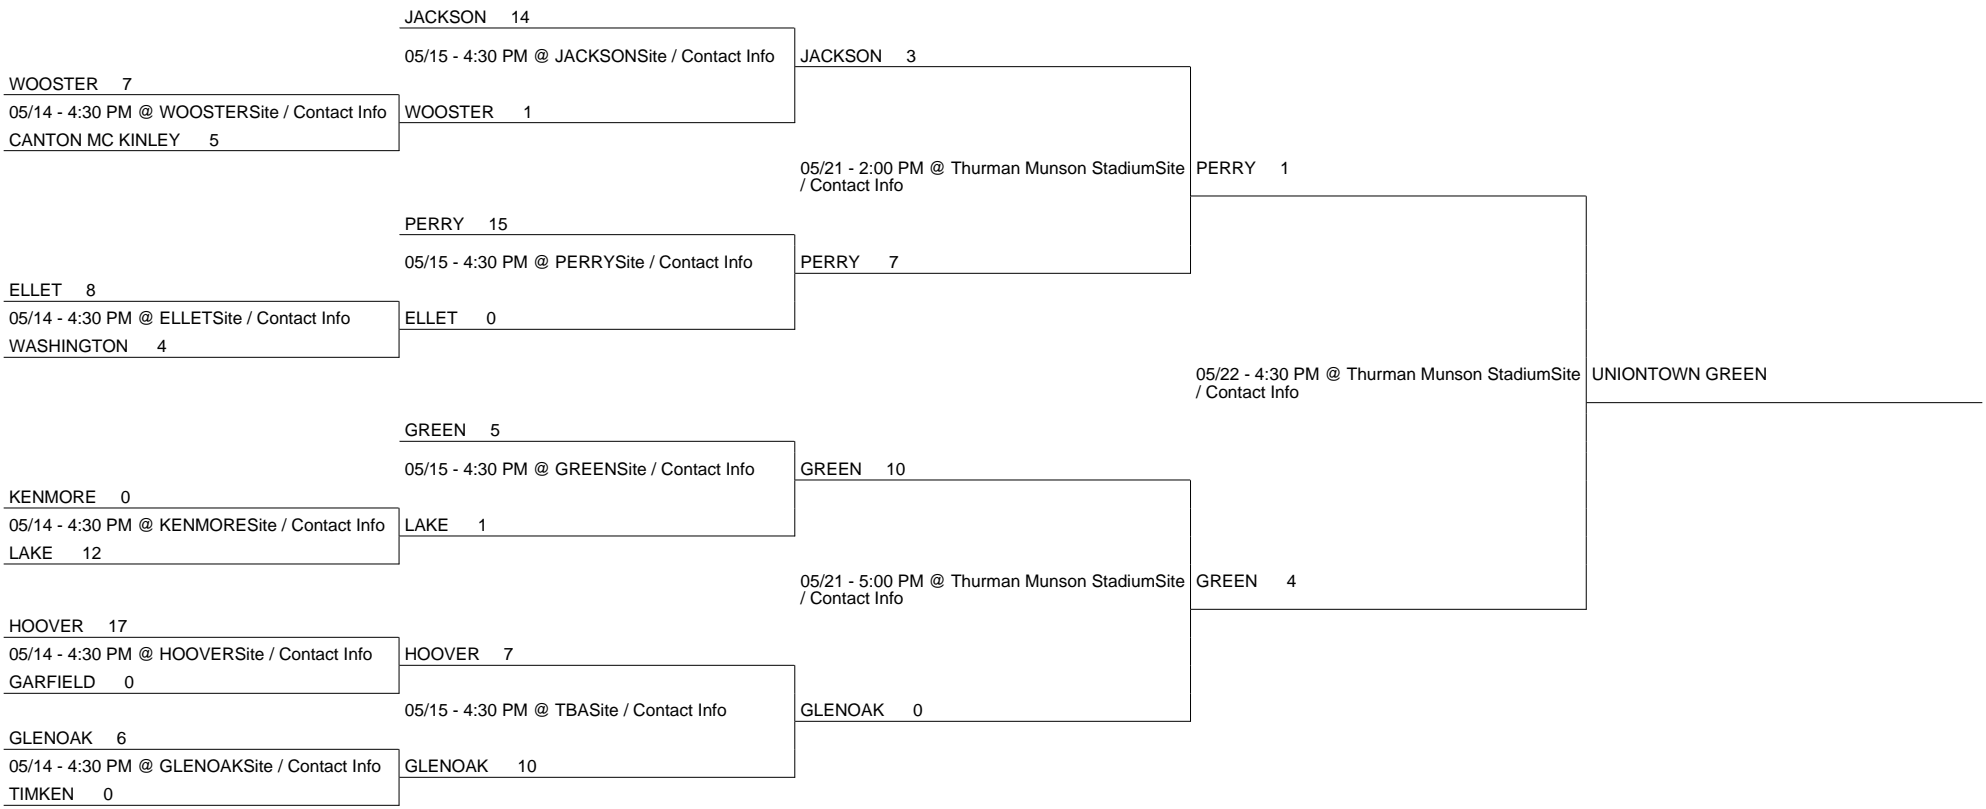 JACKSON 14
05/15 - 4:30 PM @ JACKSONSite / Contact Info
JACKSON 3
WOOSTER 7
05/14 - 4:30 PM @ WOOSTERSite / Contact Info
WOOSTER 1
CANTON MC KINLEY 5
05/21 - 2:00 PM @ Thurman Munson StadiumSite
/ Contact Info
PERRY 1
PERRY 15
05/15 - 4:30 PM @ PERRYSite / Contact Info
PERRY 7
ELLET 8
05/14 - 4:30 PM @ ELLETSite / Contact Info
ELLET 0
WASHINGTON 4
05/22 - 4:30 PM @ Thurman Munson StadiumSite
/ Contact Info
UNIONTOWN GREEN
GREEN 5
05/15 - 4:30 PM @ GREENSite / Contact Info
GREEN 10
KENMORE 0
05/14 - 4:30 PM @ KENMORESite / Contact Info
LAKE 1
LAKE 12
05/21 - 5:00 PM @ Thurman Munson StadiumSite
/ Contact Info
GREEN 4
HOOVER 17
05/14 - 4:30 PM @ HOOVERSite / Contact Info
HOOVER 7
GARFIELD 0
05/15 - 4:30 PM @ TBASite / Contact Info
GLENOAK 0
GLENOAK 6
05/14 - 4:30 PM @ GLENOAKSite / Contact Info
GLENOAK 10
TIMKEN 0